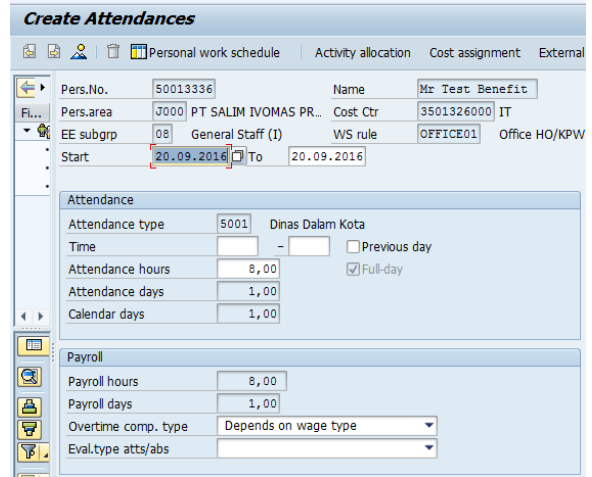 Create Attendances
Personal work schedule Activity allocation Cost assignment External
Pers.No. 50013336 Name Mr Test Benefit
Fi... Pers.area J000 PT SALIM IVOMAS PR... Cost Ctr 3501326000 IT
EE subgrp 08 General Staff (I) WS rule OFFICE01 Office HO/KPW
Start 20.09.2016 To 20.09.2016
Attendance
Attendance type 5001 Dinas Dalam Kota
Time - Previous day
Attendance hours 8,00 Full-day
Attendance days 1,00
Calendar days 1,00
Payroll
Payroll hours 8,00
Payroll days 1,00
Overtime comp. type Depends on wage type
Eval.type atts/abs